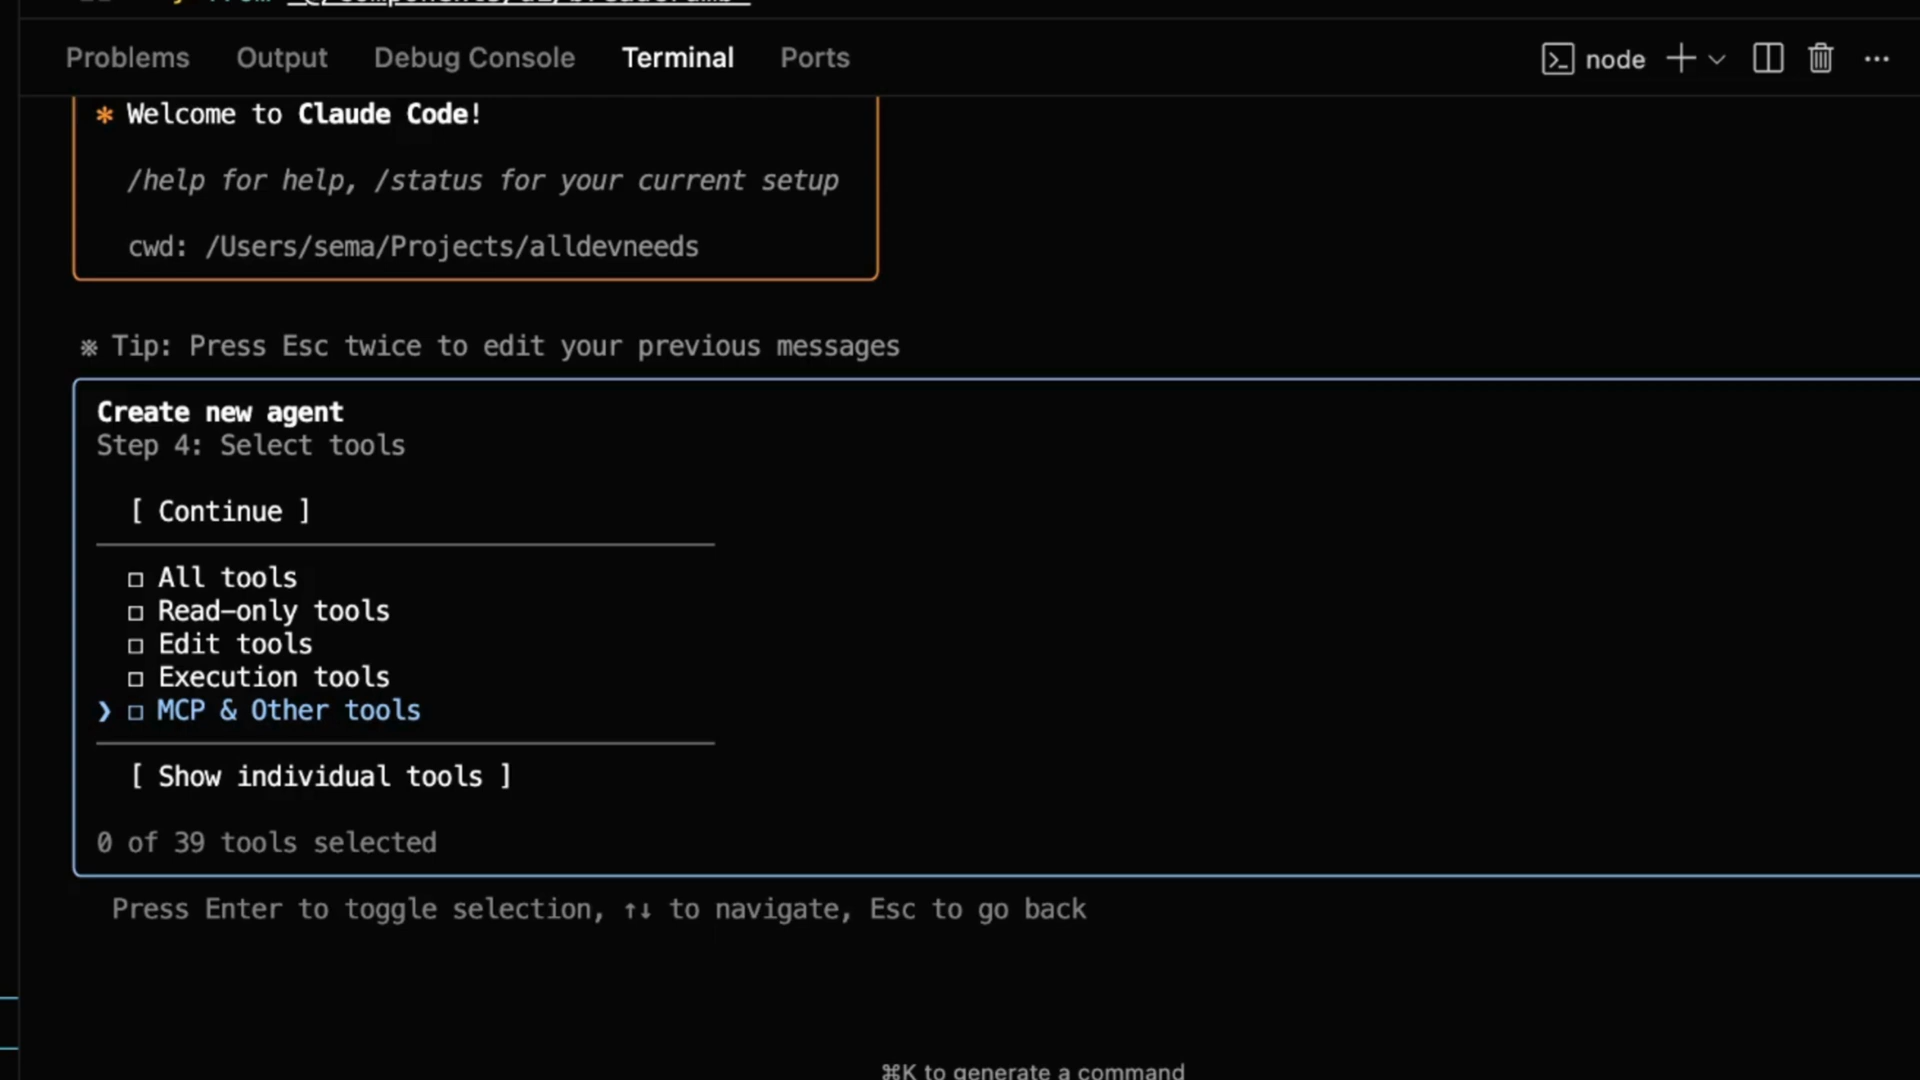 Problems Output Debug Console Terminal Ports node
* Welcome to Claude Code!
/help for help, /status for your current setup
cwd: /Users/sema/Projects/alldevneeds
※ Tip: Press Esc twice to edit your previous messages
Create new agent
Step 4: Select tools
[ Continue ]
☐ All tools
☐ Read-only tools
☐ Edit tools
☐ Execution tools
❯ ☐ MCP & Other tools
[ Show individual tools ]
0 of 39 tools selected
Press Enter to toggle selection, ↑↓ to navigate, Esc to go back
⌘K to generate a command